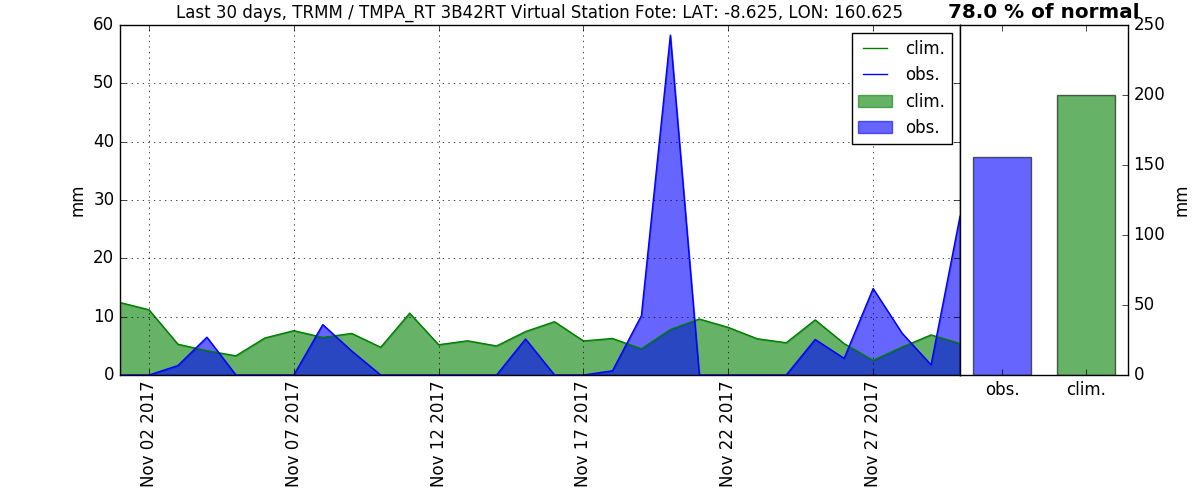 Last 30 days, TRMM / TMPA_RT 3B42RT Virtual Station Fote: LAT: -8.625, LON: 160.625
78.0 % of normal
60
50
40
30
20
10
0
mm
clim.
obs.
clim.
obs.
Nov 02 2017
Nov 07 2017
Nov 12 2017
Nov 17 2017
Nov 22 2017
Nov 27 2017
250
200
150
100
50
0
mm
obs.
clim.